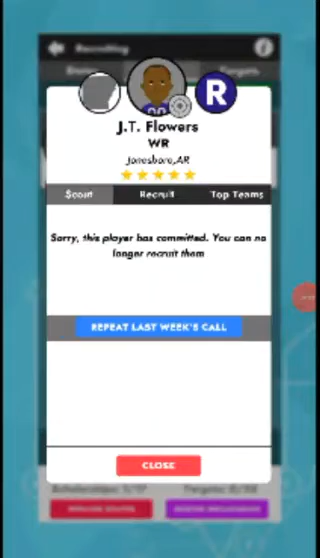 Recruiting
R
J.T. Flowers
WR
Jonesboro,AR
Scout Recruit Top Teams
Sorry, this player has committed. You can no
longer recruit them
REPEAT LAST WEEK'S CALL
CLOSE